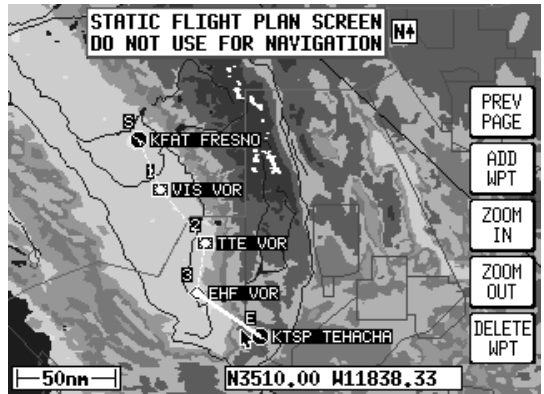 STATIC FLIGHT PLAN SCREEN
DO NOT USE FOR NAVIGATION
N
PREV
PAGE
S
KFAT FRESNO
ADD
WPT
1
VIS VOR
ZOOM
IN
2
TTE VOR
ZOOM
OUT
3
EHF VOR
E
KTSP TEHACHA
DELETE
WPT
50nm
N3510.00 W11838.33